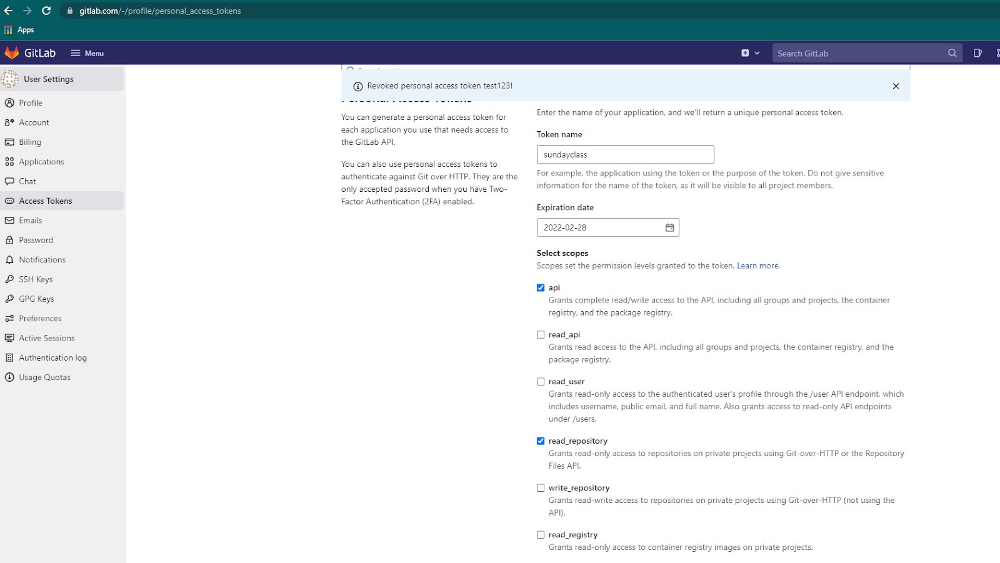 gitlab.com/-/profile/personal_access_tokens
Apps
GitLab
Menu
Search GitLab
User Settings
Profile
Account
Billing
Applications
Chat
Access Tokens
Emails
Password
Notifications
SSH Keys
GPG Keys
Preferences
Active Sessions
Authentication log
Usage Quotas
Revoked personal access token test123!
Personal Access Tokens
You can generate a personal access token for
each application you use that needs access to
the GitLab API.
You can also use personal access tokens to
authenticate against Git over HTTP. They are the
only accepted password when you have Two-
Factor Authentication (2FA) enabled.
Enter the name of your application, and we'll return a unique personal access token.
Token name
sundayclass
For example, the application using the token or the purpose of the token. Do not give sensitive
information for the name of the token, as it will be visible to all project members.
Expiration date
2022-02-28
Select scopes
Scopes set the permission levels granted to the token. Learn more.
api
Grants complete read/write access to the API, including all groups and projects, the container
registry, and the package registry.
read_api
Grants read access to the API, including all groups and projects, the container registry, and the
package registry.
read_user
Grants read-only access to the authenticated user's profile through the /user API endpoint, which
includes username, public email, and full name. Also grants access to read-only API endpoints
under /users.
read_repository
Grants read-only access to repositories on private projects using Git-over-HTTP or the Repository
Files API.
write_repository
Grants read-write access to repositories on private projects using Git-over-HTTP (not using the
API).
read_registry
Grants read-only access to container registry images on private projects.